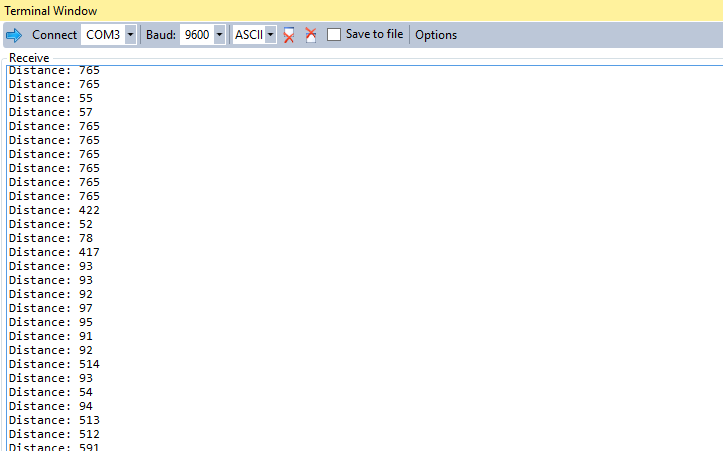 Terminal Window
Connect COM3 Baud: 9600 ASCII Save to file Options
Receive
Distance: 765
Distance: 765
Distance: 55
Distance: 57
Distance: 765
Distance: 765
Distance: 765
Distance: 765
Distance: 765
Distance: 765
Distance: 422
Distance: 52
Distance: 78
Distance: 417
Distance: 93
Distance: 93
Distance: 92
Distance: 97
Distance: 95
Distance: 91
Distance: 92
Distance: 514
Distance: 93
Distance: 54
Distance: 94
Distance: 513
Distance: 512
Distance: 591